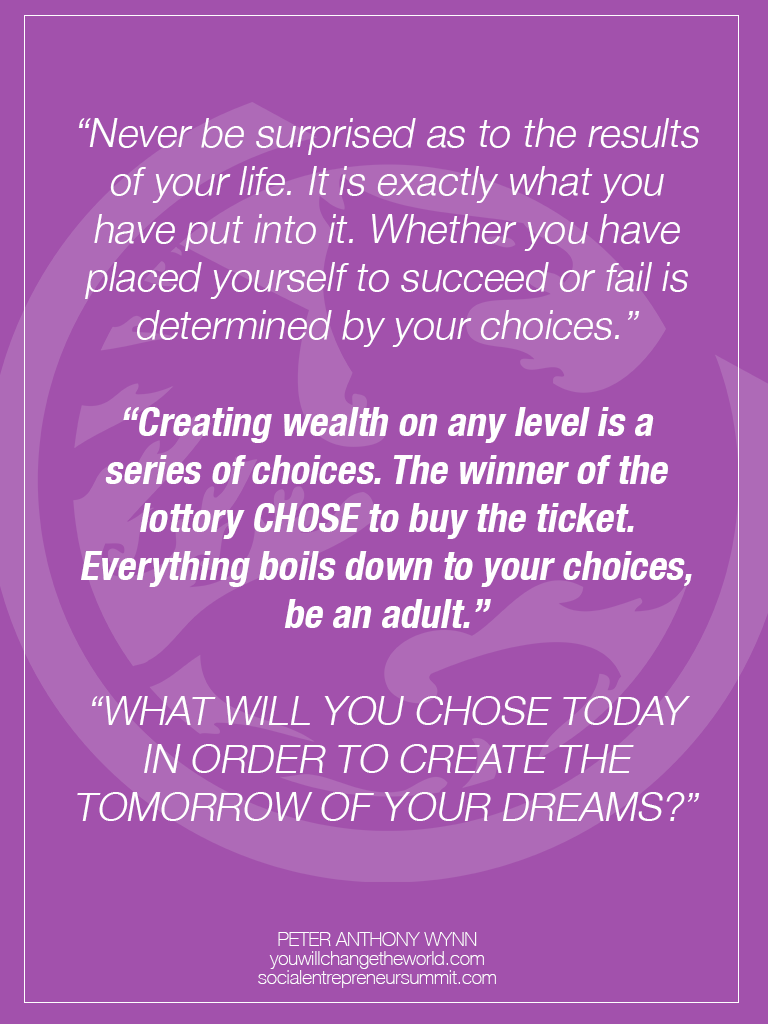 “Never be surprised as to the results
of your life. It is exactly what you
have put into it. Whether you have
placed yourself to succeed or fail is
determined by your choices.”
“Creating wealth on any level is a
series of choices. The winner of the
lottory CHOSE to buy the ticket.
Everything boils down to your choices,
be an adult.”
“WHAT WILL YOU CHOSE TODAY
IN ORDER TO CREATE THE
TOMORROW OF YOUR DREAMS?”
PETER ANTHONY WYNN
youwillchangetheworld.com
socialentrepreneursummit.com